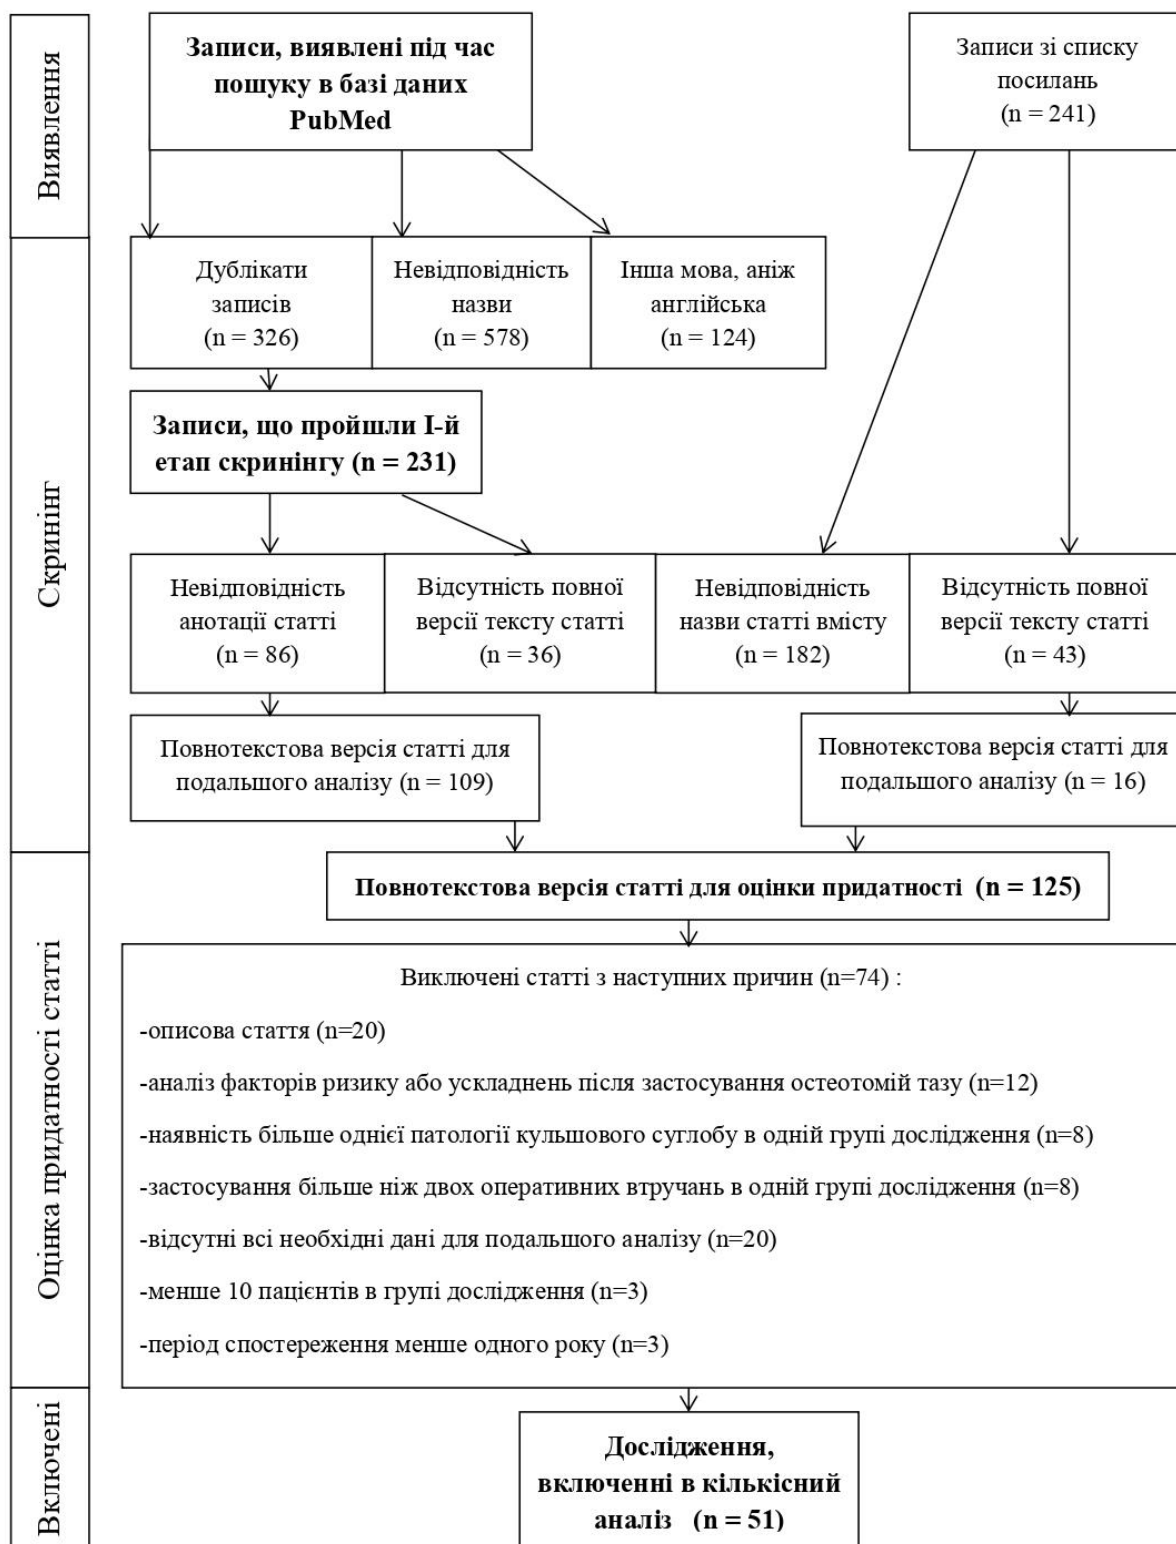 Виявлення
Записи, виявлені під час
пошуку в базі даних
PubMed
Записи зі списку
посилань
(n = 241)
Скринінг
Дублікати
записів
(n = 326)
Невідповідність
назви
(n = 578)
Інша мова, аніж
англійська
(n = 124)
Записи, що пройшли І-й
етап скринінгу (n = 231)
Невідповідність
анотації статті
(n = 86)
Відсутність повної
версії тексту статті
(n = 36)
Невідповідність
назви статті вмісту
(n = 182)
Відсутність повної
версії тексту статті
(n = 43)
Повнотекстова версія статті для
подальшого аналізу (n = 109)
Повнотекстова версія статті для
подальшого аналізу (n = 16)
Оцінка придатності статті
Повнотекстова версія статті для оцінки придатності (n = 125)
Виключені статті з наступних причин (n=74) :
-описова стаття (n=20)
-аналіз факторів ризику або ускладнень після застосування остеотомій тазу (n=12)
-наявність більше однієї патології кульшового суглобу в одній групі дослідження (n=8)
-застосування більше ніж двох оперативних втручань в одній групі дослідження (n=8)
-відсутні всі необхідні дані для подальшого аналізу (n=20)
-менше 10 пацієнтів в групі дослідження (n=3)
-період спостереження менше одного року (n=3)
Включені
Дослідження,
включенні в кількісний
аналіз (n = 51)